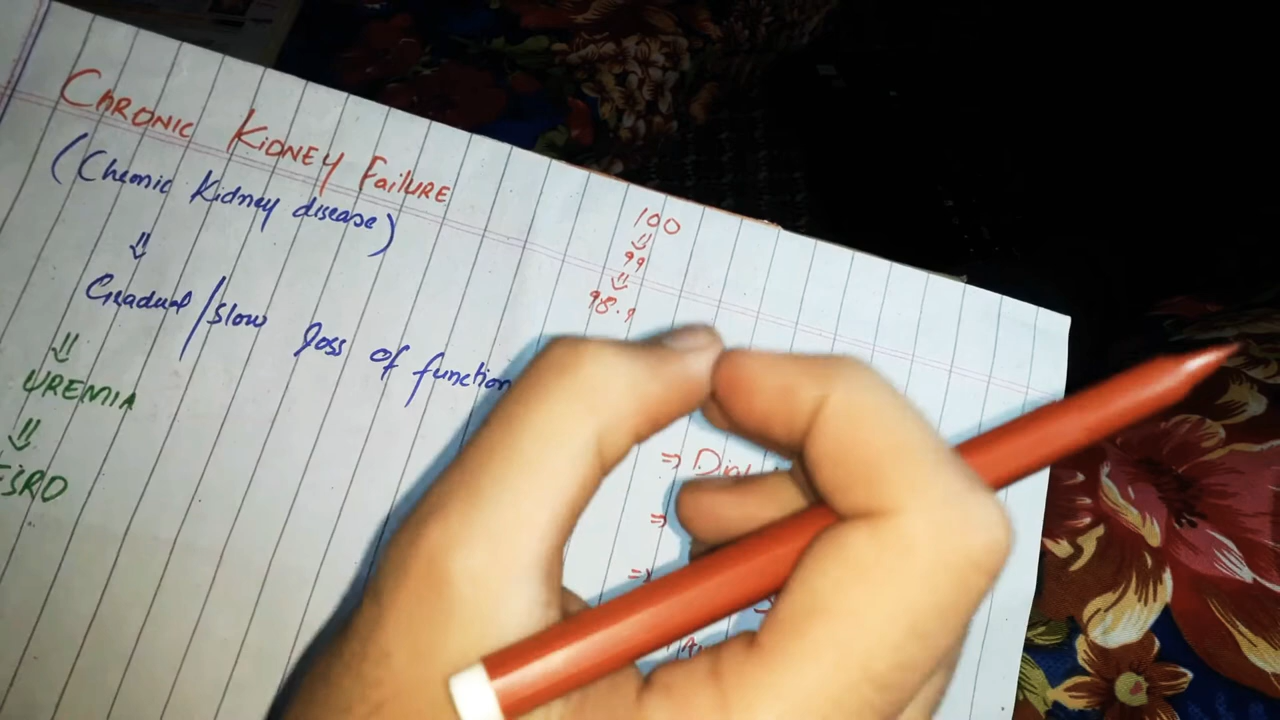 CHRONIC KIDNEY FAILURE
(Chronic Kidney disease)
⇓
Gradual/slow loss of function
⇓
UREMIA
⇓
ESRD
100
⇓
99
⇓
98.9
⇒
⇒
⇒